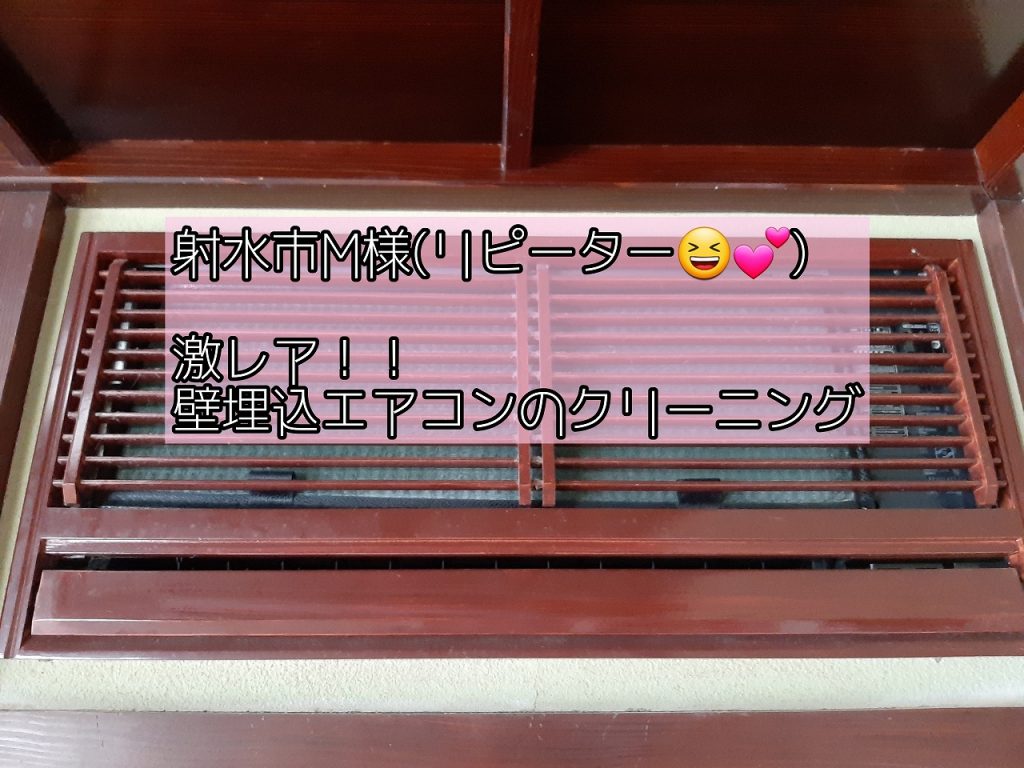 射水市M様(リピーター😆💕)
激レア！！
壁埋込エアコンのクリーニング